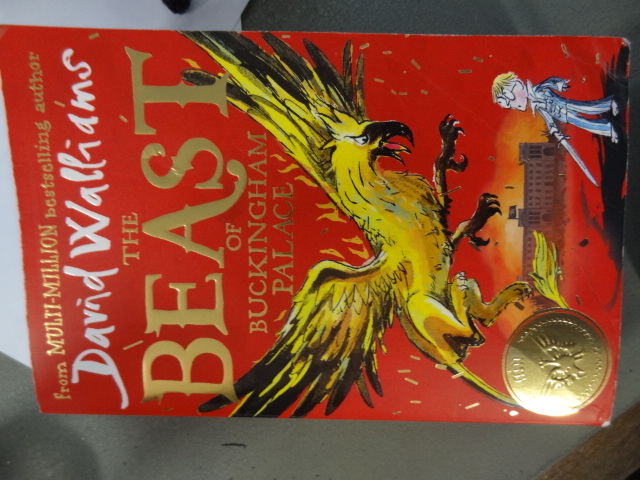 From MULTI-MILLION bestselling author
David Walliams
THE
BEAST
OF
BUCKINGHAM
PALACE